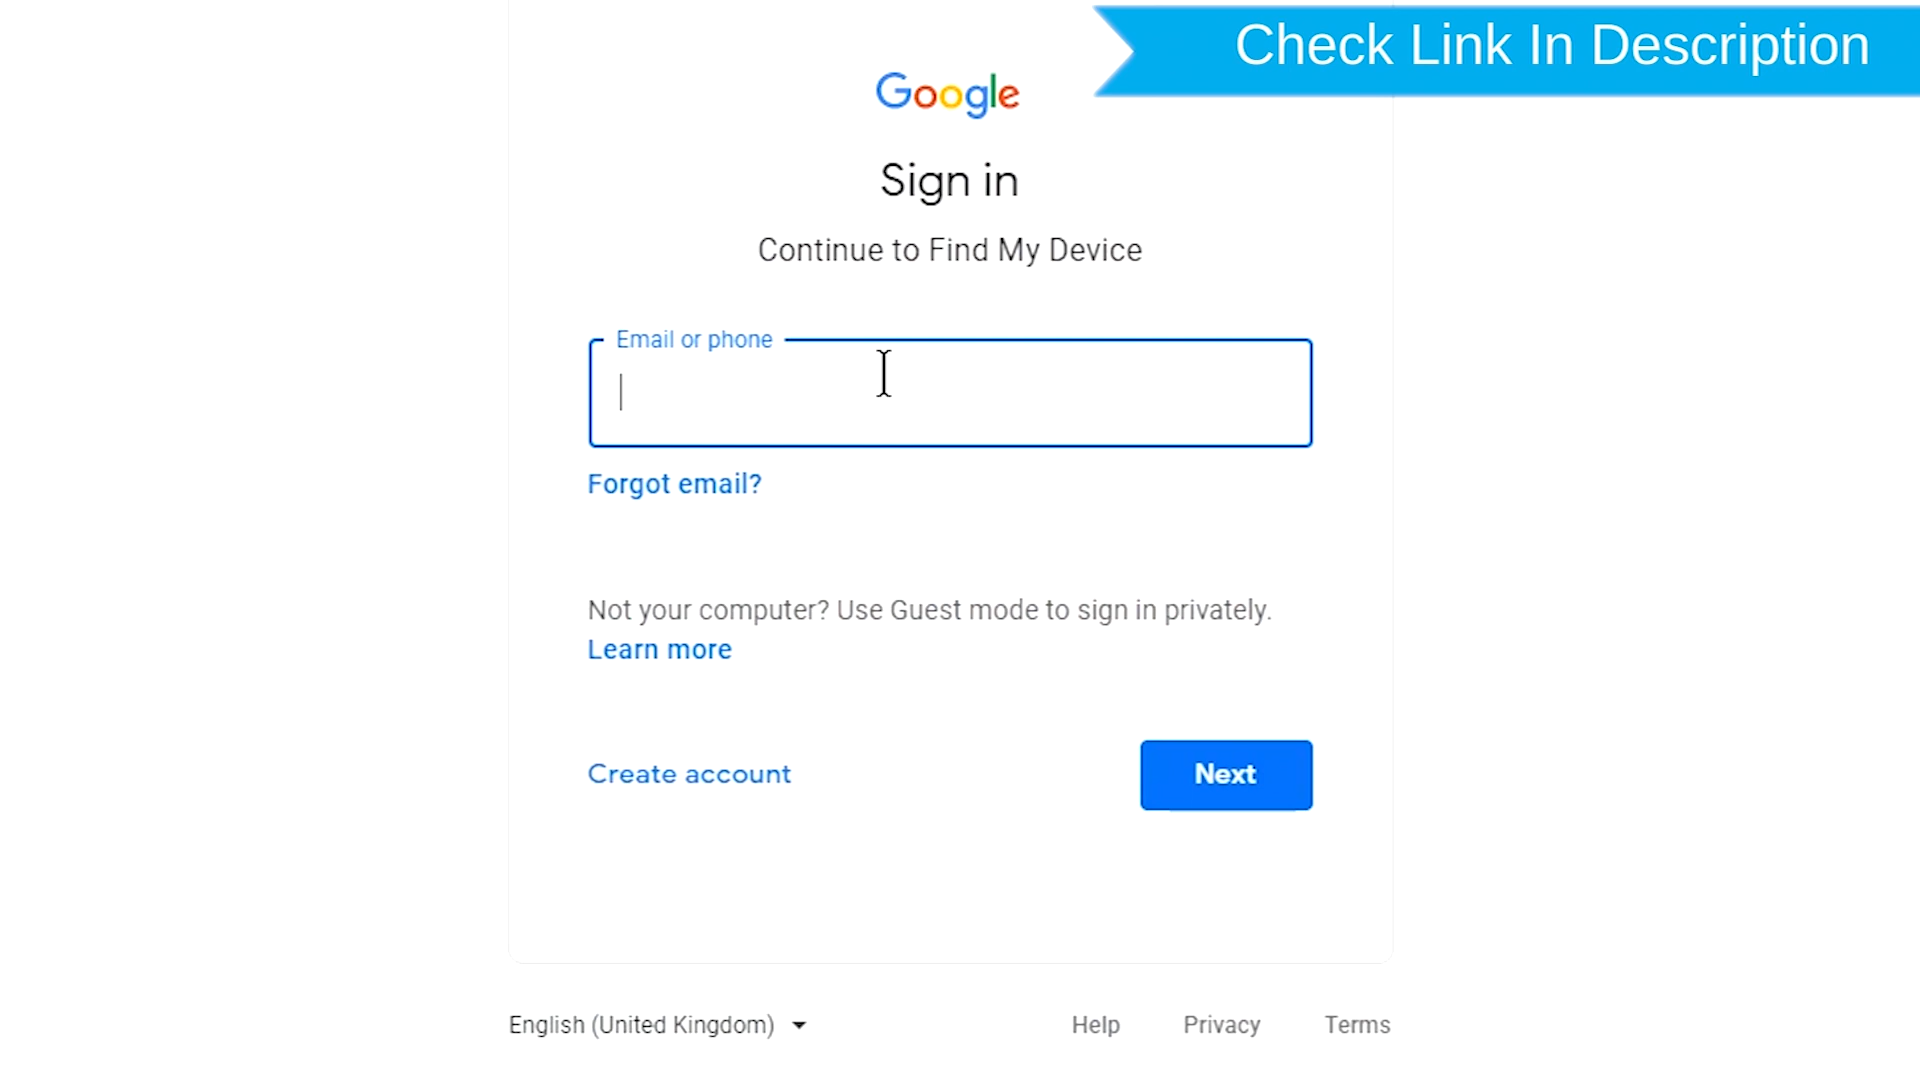 Check Link In Description
Google
Sign in
Continue to Find My Device
Email or phone
Forgot email?
Not your computer? Use Guest mode to sign in privately.
Learn more
Create account
Next
English (United Kingdom)
Help
Privacy
Terms